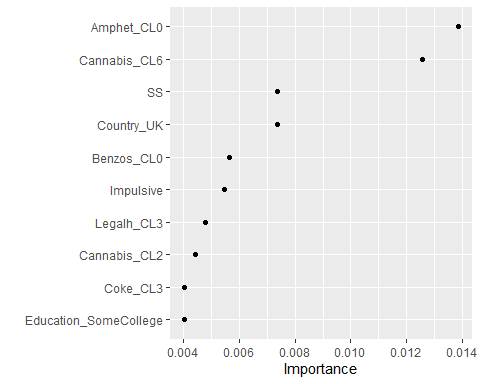 Amphet_CL0
Cannabis_CL6
SS
Country_UK
Benzos_CL0
Impulsive
Legalh_CL3
Cannabis_CL2
Coke_CL3
Education_SomeCollege
0.004 0.006 0.008 0.010 0.012 0.014
Importance